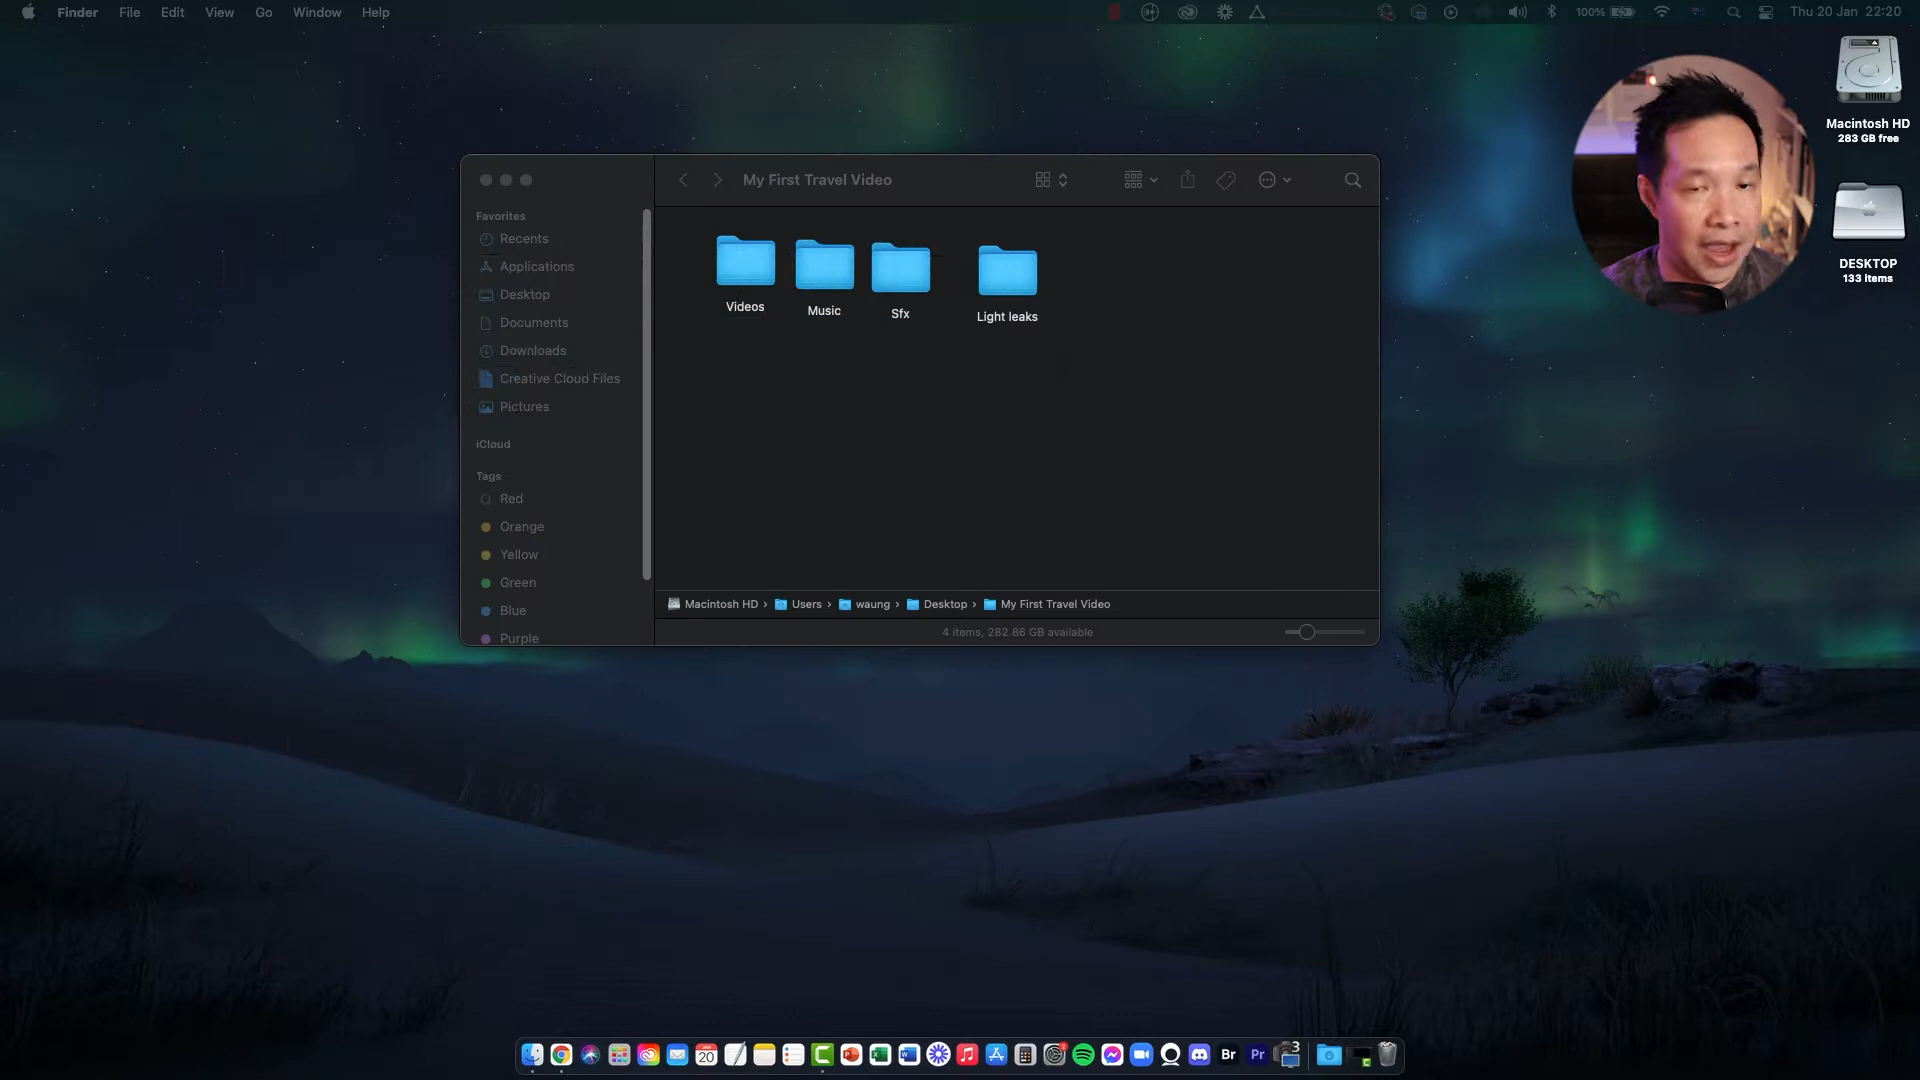 Finder File Edit View Go Window Help
100% Thu 20 Jan 22:20
Macintosh HD
283 GB free
DESKTOP
133 items
My First Travel Video
Favorites
Recents
Applications
Desktop
Documents
Downloads
Creative Cloud Files
Pictures
iCloud
Tags
Red
Orange
Yellow
Green
Blue
Purple
Videos
Music
Sfx
Light leaks
Macintosh HD › Users › waung › Desktop › My First Travel Video
4 items, 282.86 GB available
JAN
20
3
Br
Pr